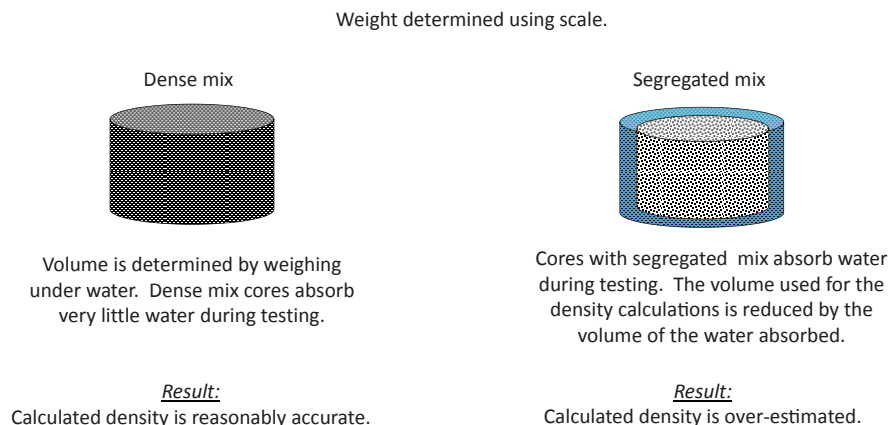 Weight determined using scale.
Dense mix
Segregated mix
Volume is determined by weighing
under water. Dense mix cores absorb
very little water during testing.
Cores with segregated mix absorb water
during testing. The volume used for the
density calculations is reduced by the
volume of the water absorbed.
Result:
Calculated density is reasonably accurate.
Result:
Calculated density is over-estimated.